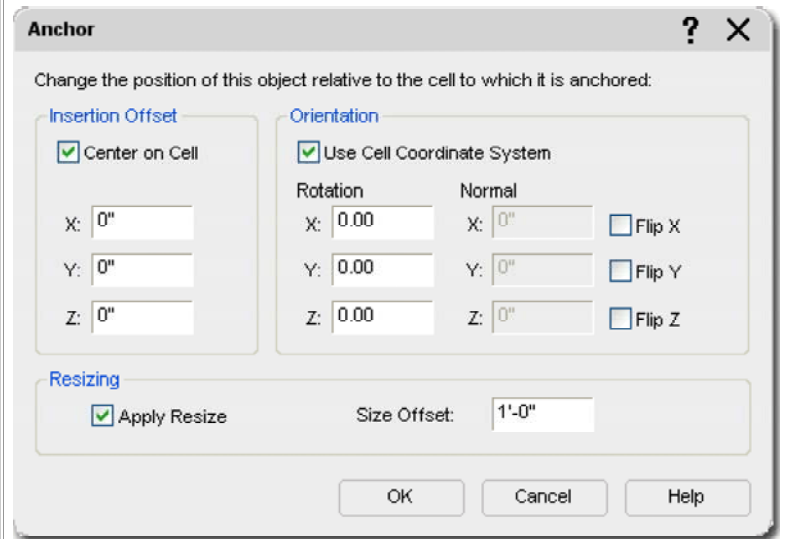 Anchor ?
Change the position of this object relative to the cell to which it is anchored:
Insertion Offset
Center on Cell
X: 0"
Y: 0"
Z: 0"
Orientation
Use Cell Coordinate System
Rotation Normal
X: 0.00 X: 0" Flip X
Y: 0.00 Y: 0" Flip Y
Z: 0.00 Z: 0" Flip Z
Resizing
Apply Resize Size Offset: 1'-0"
OK Cancel Help